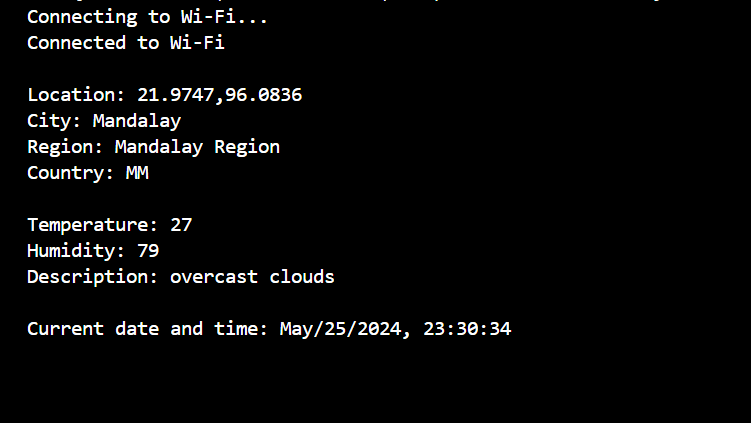 Connecting to Wi-Fi...
Connected to Wi-Fi
Location: 21.9747,96.0836
City: Mandalay
Region: Mandalay Region
Country: MM
Temperature: 27
Humidity: 79
Description: overcast clouds
Current date and time: May/25/2024, 23:30:34